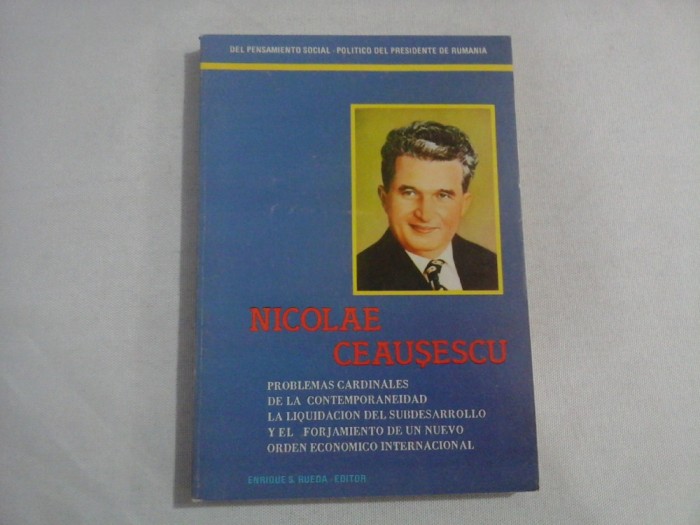 DEL PENSAMIENTO SOCIAL - POLITICO DEL PRESIDENTE DE RUMANIA
NICOLAE
CEAUŞESCU
PROBLEMAS CARDINALES
DE LA CONTEMPORANEIDAD
LA LIQUIDACION DEL SUBDESARROLLO
Y EL FORJAMIENTO DE UN NUEVO
ORDEN ECONOMICO INTERNACIONAL
ENRIQUE S. RUEDA - EDITOR